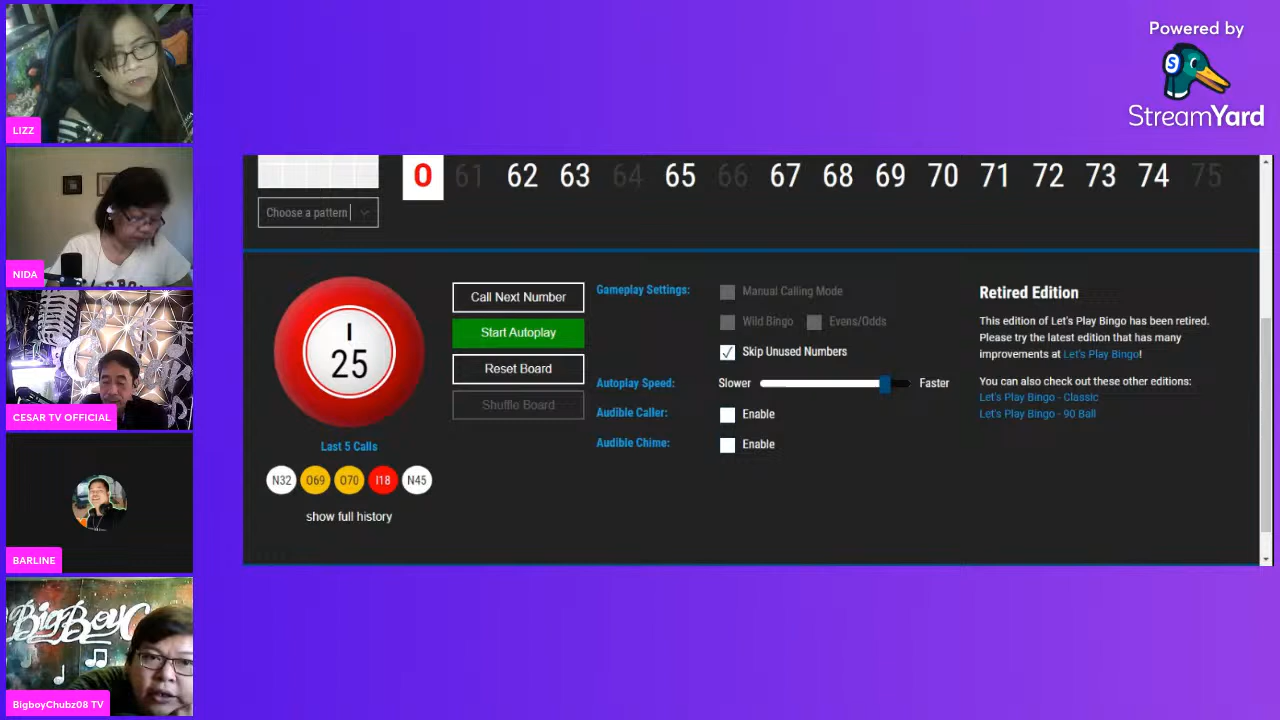 LIZZ
NIDA
CESAR TV OFFICIAL
BARLINE
BigBoyC
BigboyChubz08 TV
Powered by
S
StreamYard
O 61 62 63 64 65 66 67 68 69 70 71 72 73 74 75
Choose a pattern
I
25
Last 5 Calls
N32 O69 O70 I18 N45
show full history
Call Next Number
Start Autoplay
Reset Board
Shuffle Board
Gameplay Settings: Manual Calling Mode
Wild Bingo Evens/Odds
Skip Unused Numbers
Autoplay Speed: Slower Faster
Audible Caller: Enable
Audible Chime: Enable
Retired Edition
This edition of Let's Play Bingo has been retired.
Please try the latest edition that has many
improvements at Let's Play Bingo!
You can also check out these other editions:
Let's Play Bingo - Classic
Let's Play Bingo - 90 Ball